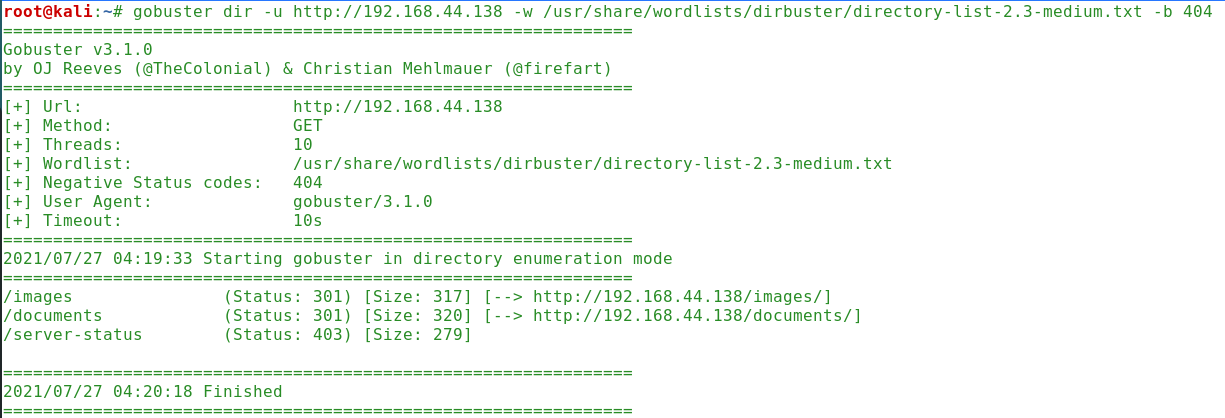 root@kali:~# gobuster dir -u http://192.168.44.138 -w /usr/share/wordlists/dirbuster/directory-list-2.3-medium.txt -b 404
===============================================================
Gobuster v3.1.0
by OJ Reeves (@TheColonial) & Christian Mehlmauer (@firefart)
===============================================================
[+] Url:                     http://192.168.44.138
[+] Method:                  GET
[+] Threads:                 10
[+] Wordlist:                /usr/share/wordlists/dirbuster/directory-list-2.3-medium.txt
[+] Negative Status codes:   404
[+] User Agent:              gobuster/3.1.0
[+] Timeout:                 10s
===============================================================
2021/07/27 04:19:33 Starting gobuster in directory enumeration mode
===============================================================
/images               (Status: 301) [Size: 317] [--> http://192.168.44.138/images/]
/documents            (Status: 301) [Size: 320] [--> http://192.168.44.138/documents/]
/server-status        (Status: 403) [Size: 279]
===============================================================
2021/07/27 04:20:18 Finished
===============================================================